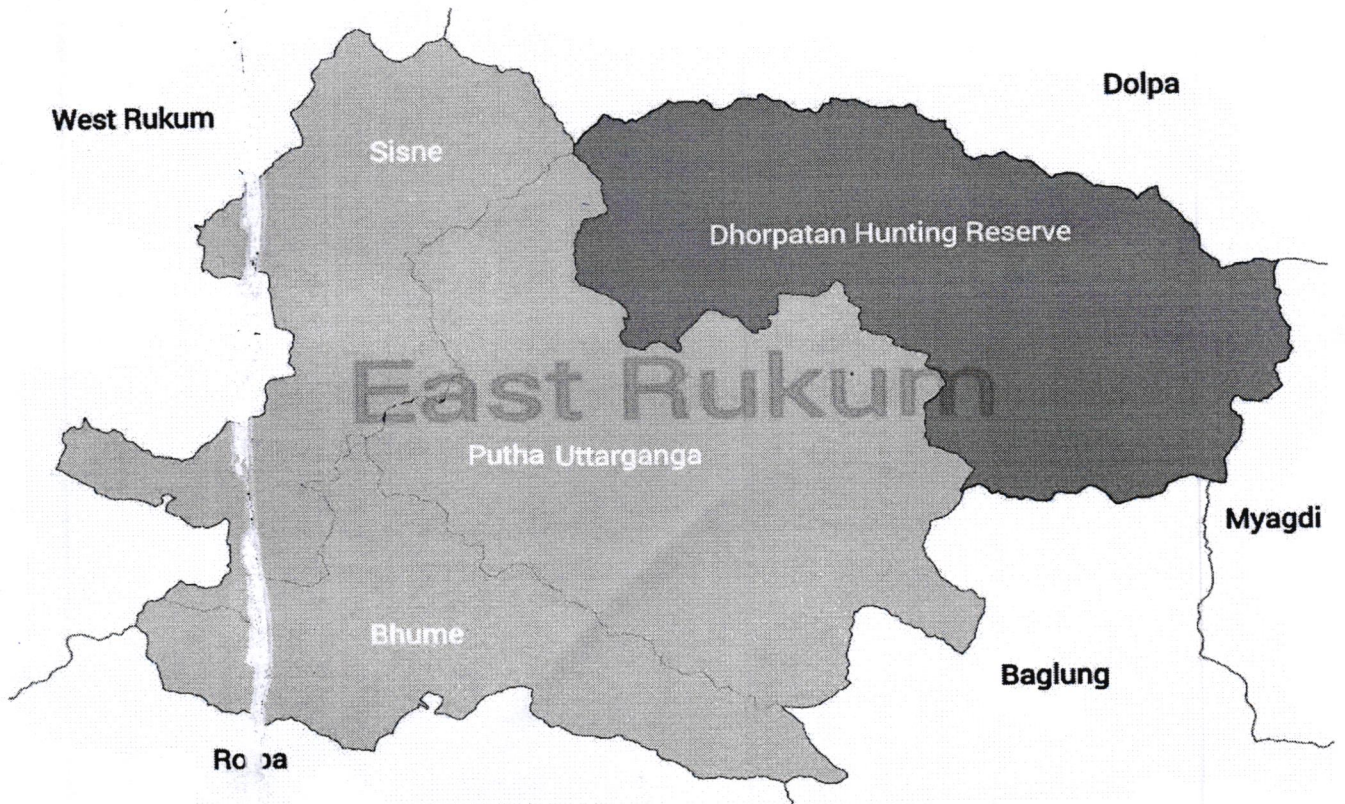 Dolpa
West Rukum
Sisne
Dhorpatan Hunting Reserve
East Rukum
Putha Uttarganga
Myagdi
Bhume
Baglung